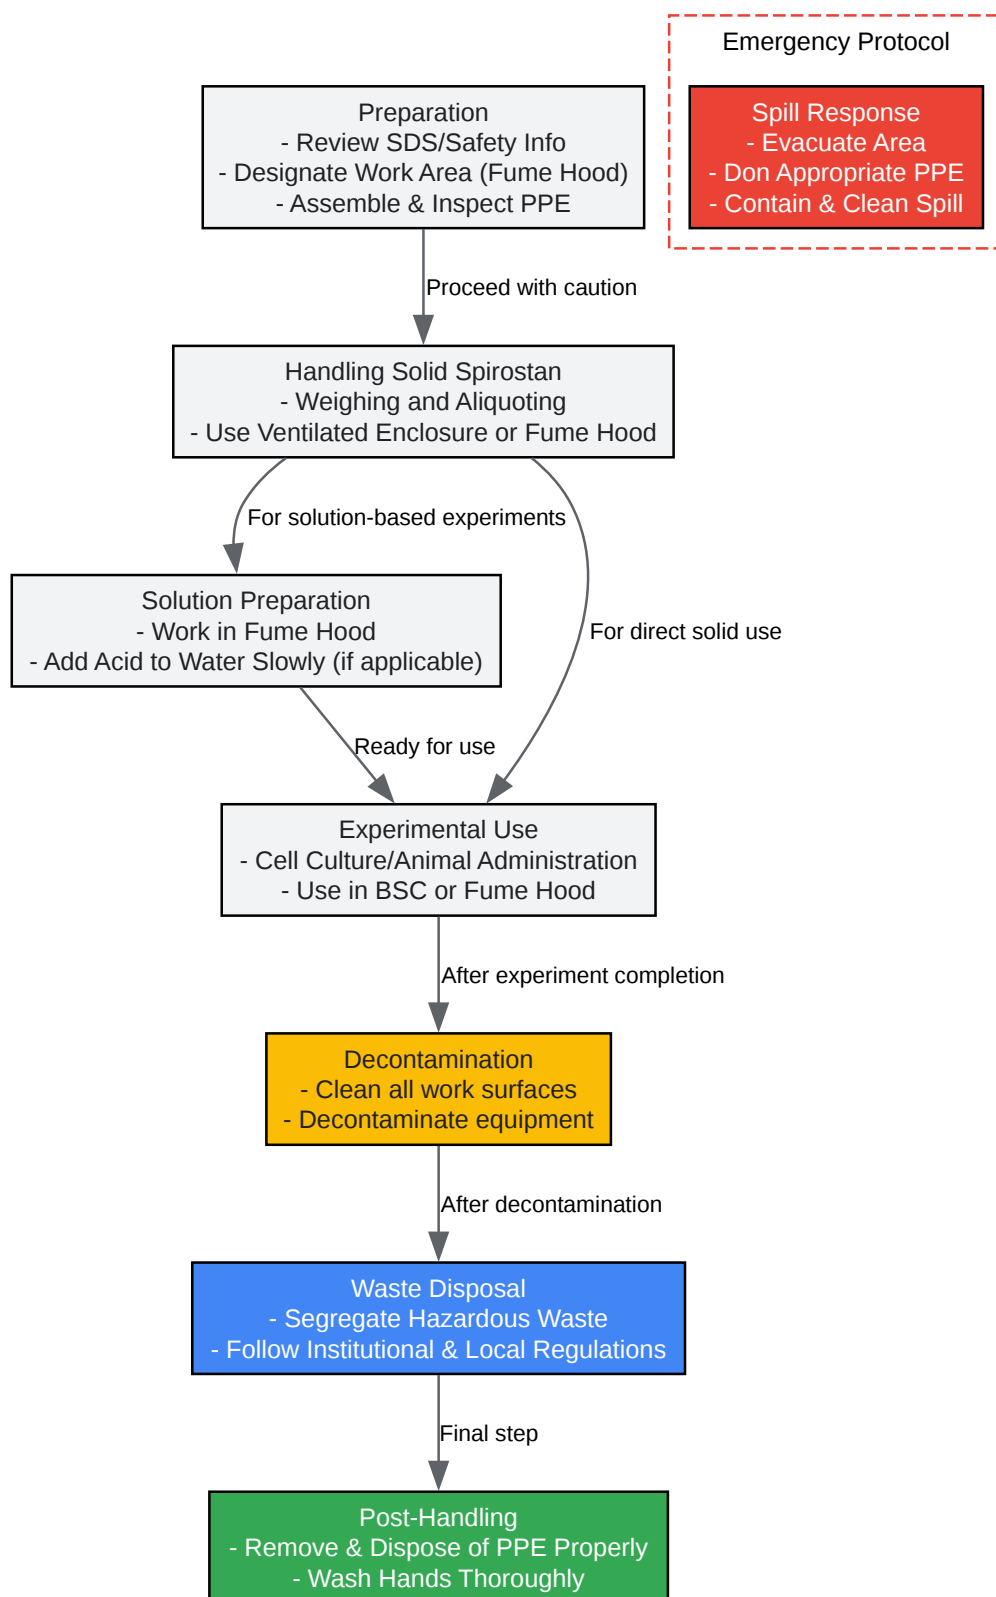 Emergency Protocol
Preparation
- Review SDS/Safety Info
- Designate Work Area (Fume Hood)
- Assemble & Inspect PPE
Spill Response
- Evacuate Area
- Don Appropriate PPE
- Contain & Clean Spill
Proceed with caution
Handling Solid Spirostan
- Weighing and Aliquoting
- Use Ventilated Enclosure or Fume Hood
For solution-based experiments
Solution Preparation
- Work in Fume Hood
- Add Acid to Water Slowly (if applicable)
For direct solid use
Ready for use
Experimental Use
- Cell Culture/Animal Administration
- Use in BSC or Fume Hood
After experiment completion
Decontamination
- Clean all work surfaces
- Decontaminate equipment
After decontamination
Waste Disposal
- Segregate Hazardous Waste
- Follow Institutional & Local Regulations
Final step
Post-Handling
- Remove & Dispose of PPE Properly
- Wash Hands Thoroughly